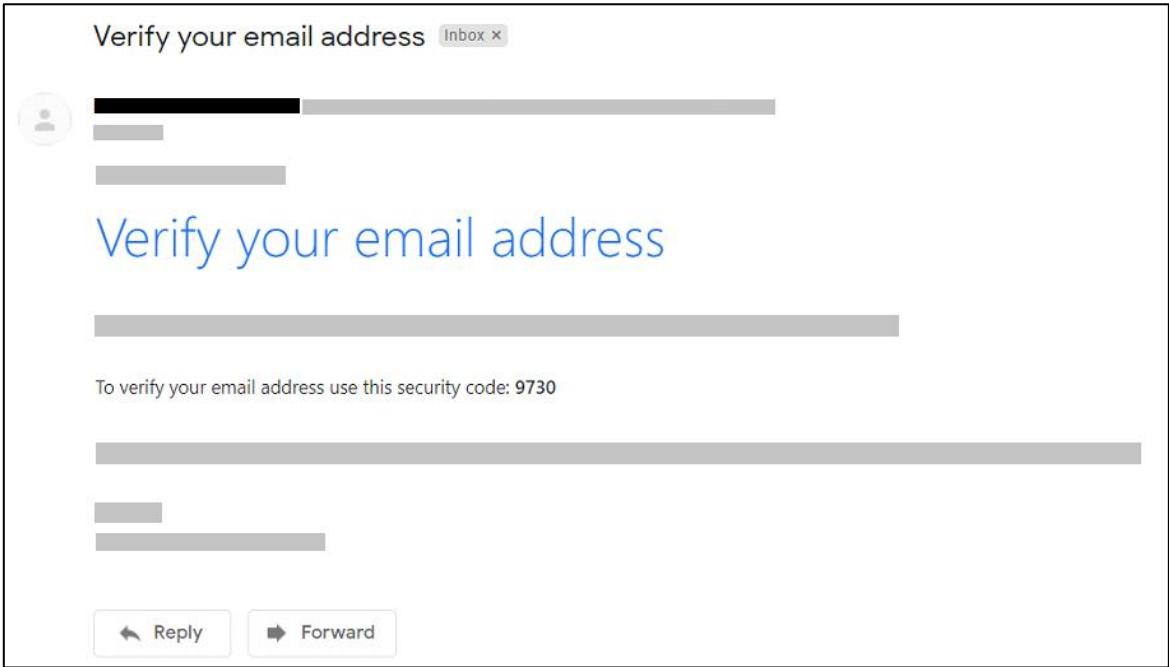 Verify your email address Inbox ×
Verify your email address
To verify your email address use this security code: 9730
Reply Forward